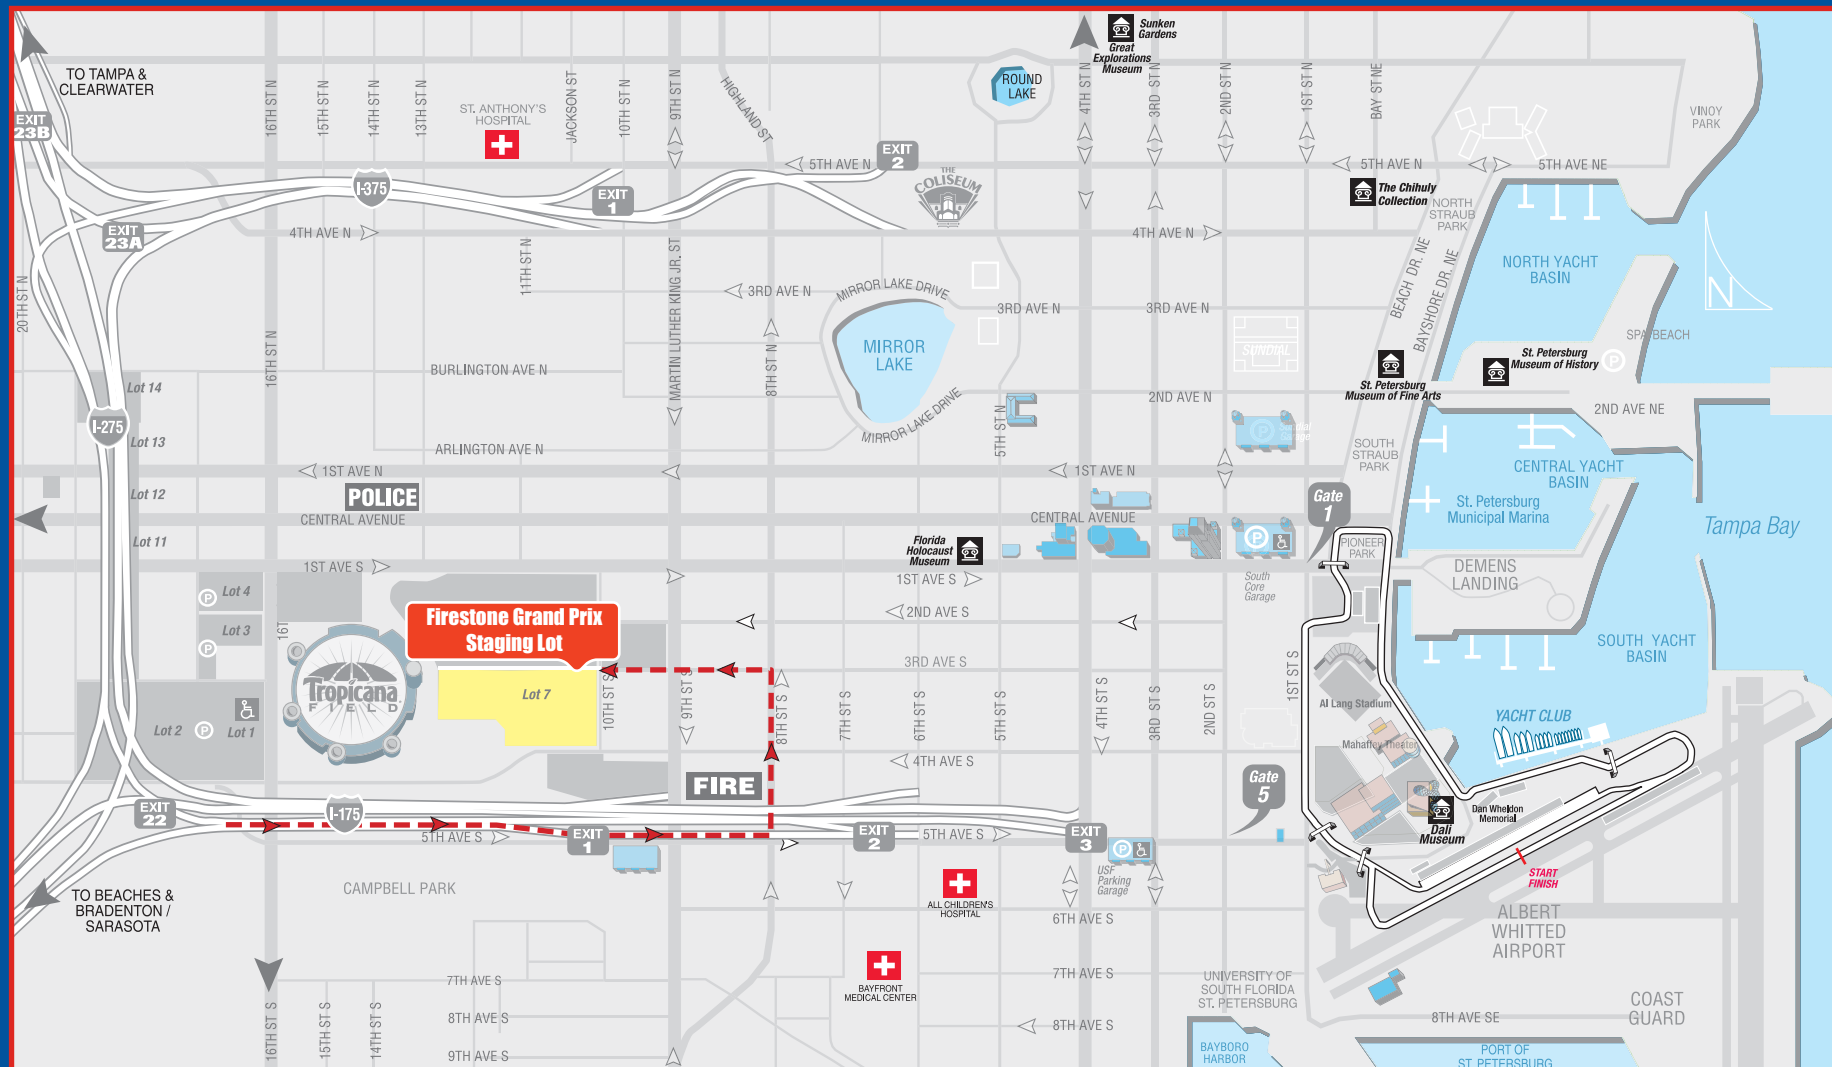 TO TAMPA &
CLEARWATER
EXIT
23B
16TH ST N
15TH ST N
14TH ST N
13TH ST N
ST. ANTHONY'S
HOSPITAL
JACKSON ST
10TH ST N
9TH ST N
HIGHLAND ST
ROUND
LAKE
Sunken
Gardens
Great
Explorations
Museum
4TH ST N
3RD ST N
2ND ST N
1ST ST N
BAY ST NE
VINOY
PARK
I-375
EXIT
1
EXIT
2
5TH AVE N
5TH AVE N
5TH AVE NE
THE
COLISEUM
The Chihuly
Collection
NORTH
STRAUB
PARK
EXIT
23A
4TH AVE N
4TH AVE N
20TH ST N
11TH ST N
MARTIN LUTHER KING JR. ST
3RD AVE N
MIRROR LAKE DRIVE
3RD AVE N
3RD AVE N
BEACH DR. NE
BAYSHORE DR. NE
NORTH YACHT
BASIN
N
16TH ST N
8TH ST N
MIRROR
LAKE
SUNDIAL
SPA BEACH
St. Petersburg
Museum of History
P
St. Petersburg
Museum of Fine Arts
BURLINGTON AVE N
Lot 14
I-275
Lot 13
ARLINGTON AVE N
MIRROR LAKE DRIVE
5TH ST N
2ND AVE N
2ND AVE NE
P
Sundial
Garage
SOUTH
STRAUB
PARK
CENTRAL YACHT
BASIN
1ST AVE N
1ST AVE N
Lot 12
POLICE
CENTRAL AVENUE
CENTRAL AVENUE
Gate
1
St. Petersburg
Municipal Marina
Tampa Bay
Lot 11
Florida
Holocaust
Museum
P
PIONEER
PARK
1ST AVE S
1ST AVE S
South
Core
Garage
DEMENS
LANDING
P
Lot 4
Firestone Grand Prix
Staging Lot
2ND AVE S
Lot 3
P
16T
SOUTH YACHT
BASIN
3RD AVE S
Tropicana
FIELD
Lot 7
10TH ST S
9TH ST S
8TH ST S
7TH ST S
6TH ST S
5TH ST S
4TH ST S
3RD ST S
2ND ST S
1ST ST S
Al Lang Stadium
Lot 2
P
Lot 1
YACHT CLUB
Mahaffey Theater
4TH AVE S
FIRE
Gate
5
EXIT
22
I-175
5TH AVE S
EXIT
1
EXIT
2
5TH AVE S
EXIT
3
P
Dan Wheldon
Memorial
Dali
Museum
USF
Parking
Garage
START
FINISH
TO BEACHES &
BRADENTON /
SARASOTA
CAMPBELL PARK
ALL CHILDREN'S
HOSPITAL
6TH AVE S
ALBERT
WHITTED
AIRPORT
7TH AVE S
BAYFRONT
MEDICAL CENTER
7TH AVE S
UNIVERSITY OF
SOUTH FLORIDA
ST. PETERSBURG
COAST
GUARD
16TH ST S
15TH ST S
14TH ST S
8TH AVE S
8TH AVE S
8TH AVE SE
9TH AVE S
BAYBORO
HARBOR
PORT OF
ST. PETERSBURG